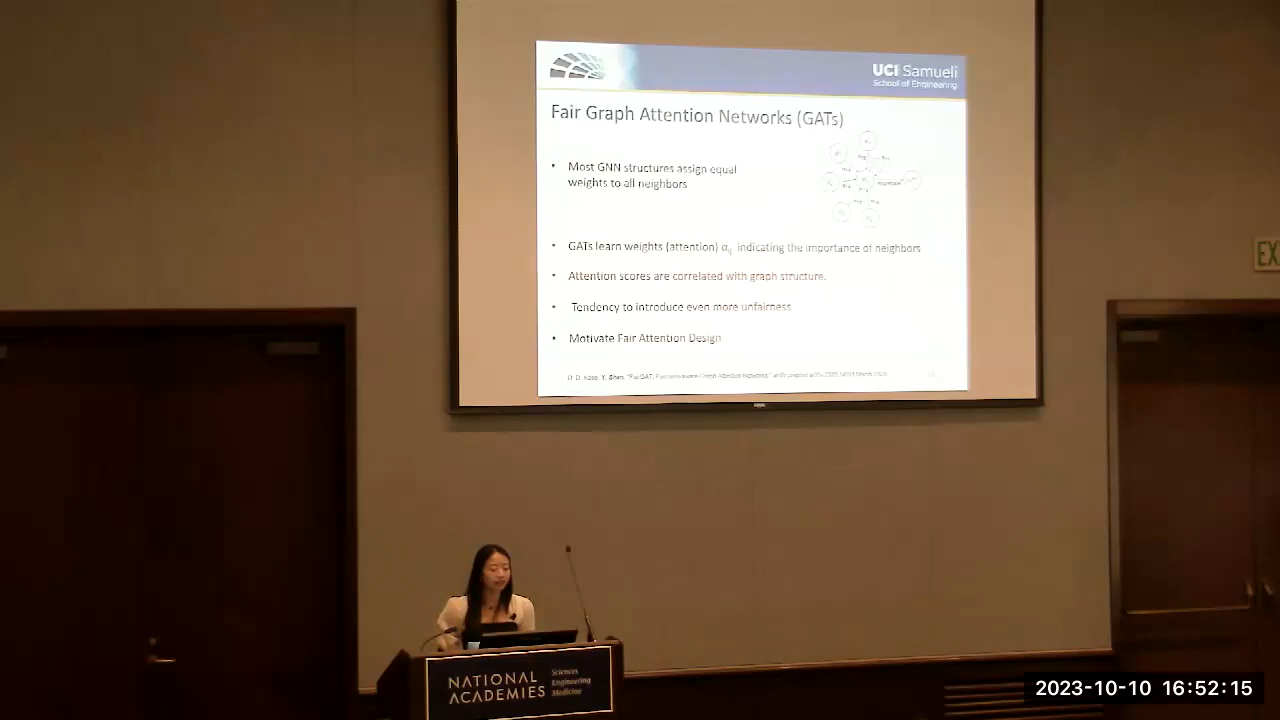 UCI Samueli
School of Engineering
Fair Graph Attention Networks (GATs)
• Most GNN structures assign equal
weights to all neighbors
• GATs learn weights (attention) αij indicating the importance of neighbors
• Attention scores are correlated with graph structure.
• Tendency to introduce even more unfairness
• Motivate Fair Attention Design
EX
NATIONAL
ACADEMIES
Sciences
Engineering
Medicine
2023-10-10 16:52:15